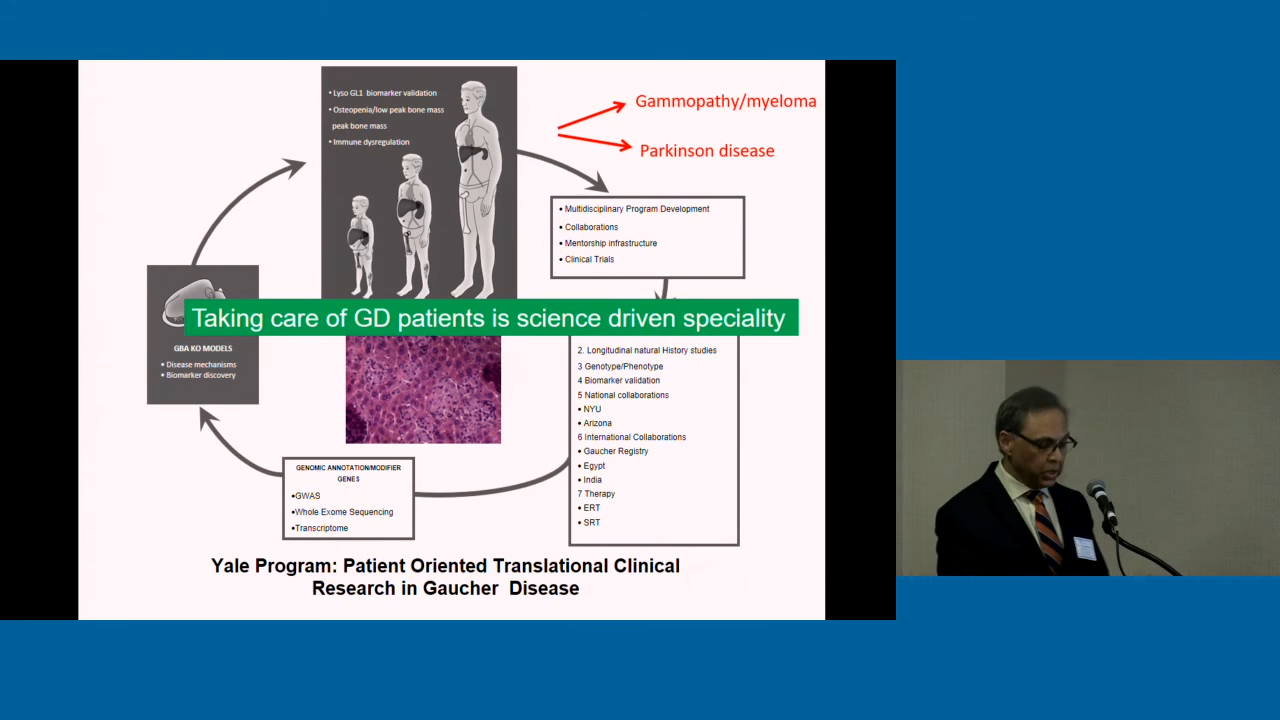 • Lyso GL1 biomarker validation
• Osteopenia/low peak bone mass
peak bone mass
• Immune dysregulation
Gammopathy/myeloma
Parkinson disease
• Multidisciplinary Program Development
• Collaborations
• Mentorship infrastructure
• Clinical Trials
Taking care of GD patients is science driven speciality
GBA KO MODELS
• Disease mechanisms
• Biomarker discovery
2. Longitudinal natural History studies
3 Genotype/Phenotype
4 Biomarker validation
5 National collaborations
• NYU
• Arizona
6 International Collaborations
• Gaucher Registry
• Egypt
• India
7 Therapy
• ERT
• SRT
GENOMIC ANNOTATION/MODIFIER
GENES
•GWAS
•Whole Exome Sequencing
•Transcriptome
Yale Program: Patient Oriented Translational Clinical
Research in Gaucher Disease